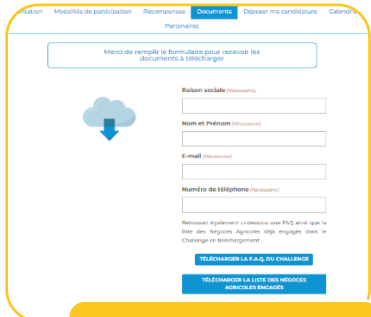 ntation Modalités de participation Récompenses Documents Déposer ma candidature Calendri
Partenaires
Merci de remplir le formulaire pour recevoir les
documents à télécharger
Raison sociale (Nécessaire)
Nom et Prénom (Nécessaire)
E-mail (Nécessaire)
Numéro de téléphone (Nécessaire)
Retrouvez également ci-dessous une FAQ ainsi que la
liste des Négoces Agricoles déjà engagés dans le
Challenge en téléchargement
TÉLÉCHARGER LA F.A.Q. DU CHALLENGE
TÉLÉCHARGER LA LISTE DES NÉGOCES
AGRICOLES ENGAGÉS